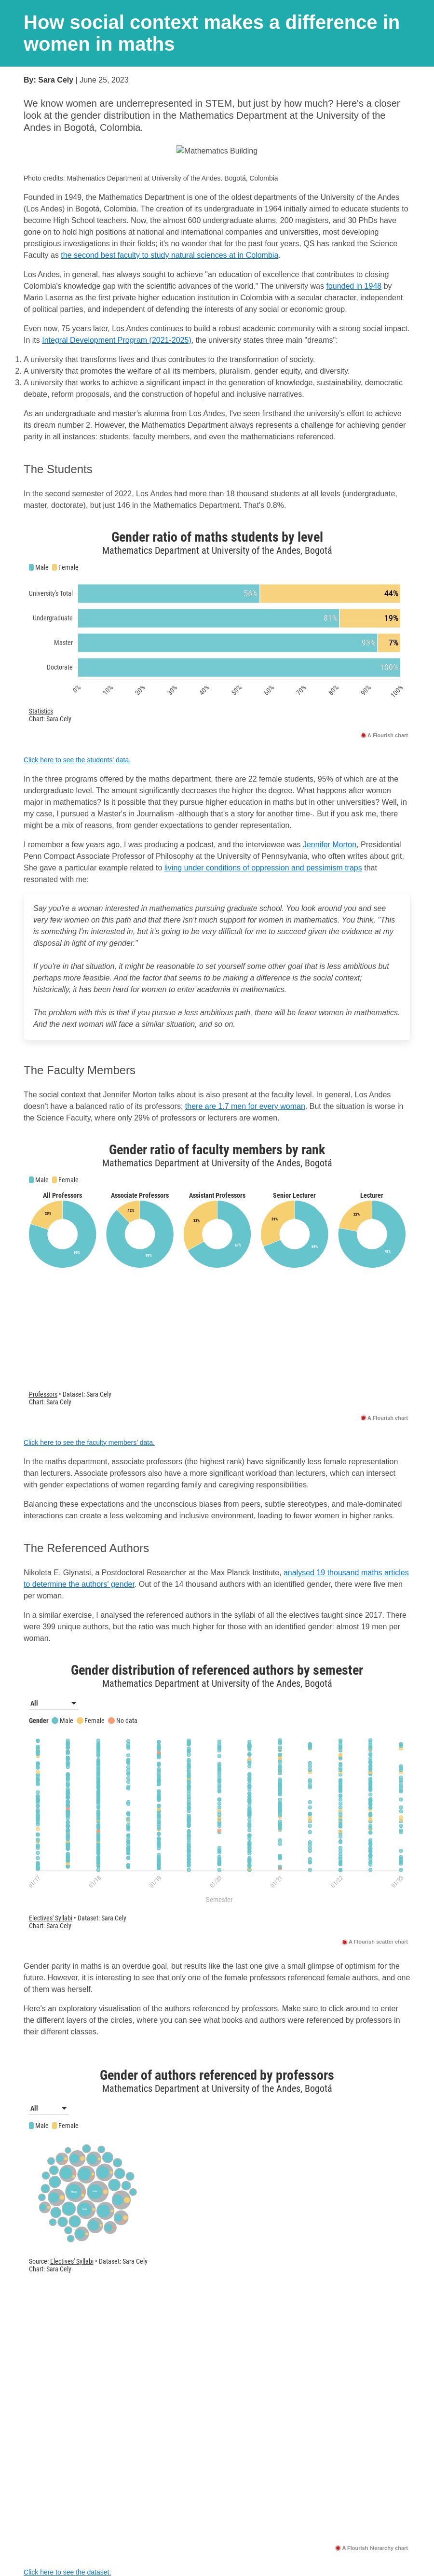 How social context makes a difference in
women in maths
By: Sara Cely | June 25, 2023
We know women are underrepresented in STEM, but just by how much? Here's a closer
look at the gender distribution in the Mathematics Department at the University of the
Andes in Bogotá, Colombia.
Mathematics Building
Photo credits: Mathematics Department at University of the Andes. Bogotá, Colombia
Founded in 1949, the Mathematics Department is one of the oldest departments of the University of the Andes
(Los Andes) in Bogotá, Colombia. The created of its undergraduate in 1964 initially aimed to educate students to
become High School teachers. Now, the almost 600 undergraduate alums, 200 magisters, and 30 PhDs have
gone on to hold high positions at national and international companies and universities, most developing
prestigious investigations in their fields; it's no wonder that for the past four years, QS has ranked the Science
Faculty as the second best faculty to study natural sciences at in Colombia.
Los Andes, in general, has always sought to achieve "an education of excellence that contributes to closing
Colombia's knowledge gap with the scientific advances of the world." The university was founded in 1948 by
Mario Laserna as the first private higher education institution in Colombia with a secular character, independent
of political parties, and independent of defending the interests of any social or economic group.
Even now, 75 years later, Los Andes continues to build a robust academic community with a strong social impact.
In its Integral Development Program (2021-2025), the university states three main "dreams":
1. A university that transforms lives and thus contributes to the transformation of society.
2. A university that promotes the welfare of all its members, pluralism, gender equity, and diversity.
3. A university that works to achieve a significant impact in the generation of knowledge, sustainability, democratic
debate, reform proposals, and the construction of hopeful and inclusive narratives.
As an undergraduate and master's alumna from Los Andes, I've seen firsthand the university's effort to achieve
its dream number 2. However, the Mathematics Department always represents a challenge for achieving gender
parity in all instances: students, faculty members, and even the mathematicians referenced.
The Students
In the second semester of 2022, Los Andes had more than 18 thousand students at all levels (undergraduate,
master, doctorate), but just 146 in the Mathematics Department. That's 0.8%.
Gender ratio of maths students by level
Mathematics Department at University of the Andes, Bogotá
Male Female
University's Total 56% 44%
Undergraduate 81% 19%
Master 93% 7%
Doctorate 100%
0% 10% 20% 30% 40% 50% 60% 70% 80% 90% 100%
Statistics
Chart: Sara Cely
A Flourish chart
Click here to see the students' data.
In the three programs offered by the maths department, there are 22 female students, 95% of which are at the
undergraduate level. The amount significantly decreases the higher the degree. What happens after women
major in mathematics? Is it possible that they pursue higher education in maths but in other universities? Well, in
my case, I pursued a Master's in Journalism -although that's a story for another time-. But if you ask me, there
might be a mix of reasons, from gender expectations to gender representation.
I remember a few years ago, I was producing a podcast, and the interviewee was Jennifer Morton, Presidential
Penn Compact Associate Professor of Philosophy at the University of Pennsylvania, who often writes about grit.
She gave a particular example related to living under conditions of oppression and pessimism traps that
resonated with me:
Say you're a woman interested in mathematics pursuing graduate school. You look around you and see
very few women on this path and that there isn't much support for women in mathematics. You think, "This
is something I'm interested in, but it's going to be very difficult for me to succeed given the evidence at my
disposal in light of my gender."
If you're in that situation, it might be reasonable to set yourself some other goal that is less ambitious but
perhaps more feasible. And the factor that seems to be making a difference is the social context;
historically, it has been hard for women to enter academia in mathematics.
The problem with this is that if you pursue a less ambitious path, there will be fewer women in mathematics.
And the next woman will face a similar situation, and so on.
The Faculty Members
The social context that Jennifer Morton talks about is also present at the faculty level. In general, Los Andes
doesn't have a balanced ratio of its professors; there are 1.7 men for every woman. But the situation is worse in
the Science Faculty, where only 29% of professors or lecturers are women.
Gender ratio of faculty members by rank
Mathematics Department at University of the Andes, Bogotá
Male Female
All Professors Associate Professors Assistant Professors Senior Lecturer Lecturer
Professors • Dataset: Sara Cely
Chart: Sara Cely
A Flourish chart
Click here to see the faculty members' data.
In the maths department, associate professors (the highest rank) have significantly less female representation
than lecturers. Associate professors also have a more significant workload than lecturers, which can intersect
with gender expectations of women regarding family and caregiving responsibilities.
Balancing these expectations and the unconscious biases from peers, subtle stereotypes, and male-dominated
interactions can create a less welcoming and inclusive environment, leading to fewer women in higher ranks.
The Referenced Authors
Nikoleta E. Glynatsi, a Postdoctoral Researcher at the Max Planck Institute, analysed 19 thousand maths articles
to determine the authors' gender. Out of the 14 thousand authors with an identified gender, there were five men
per woman.
In a similar exercise, I analysed the referenced authors in the syllabi of all the electives taught since 2017. There
were 399 unique authors, but the ratio was much higher for those with an identified gender: almost 19 men per
woman.
Gender distribution of referenced authors by semester
Mathematics Department at University of the Andes, Bogotá
All
Gender Male Female No data
01/17 01/18 01/19 01/20 01/21 01/22 01/23
Semester
Electives' Syllabi • Dataset: Sara Cely
Chart: Sara Cely
A Flourish scatter chart
Gender parity in maths is an overdue goal, but results like the last one give a small glimpse of optimism for the
future. However, it is interesting to see that only one of the female professors referenced female authors, and one
of them was herself.
Here's an exploratory visualisation of the authors referenced by professors. Make sure to click around to enter
the different layers of the circles, where you can see what books and authors were referenced by professors in
their different classes.
Gender of authors referenced by professors
Mathematics Department at University of the Andes, Bogotá
All
Male Female
Source: Electives' Syllabi • Dataset: Sara Cely
Chart: Sara Cely
A Flourish hierarchy chart
Click here to see the dataset.